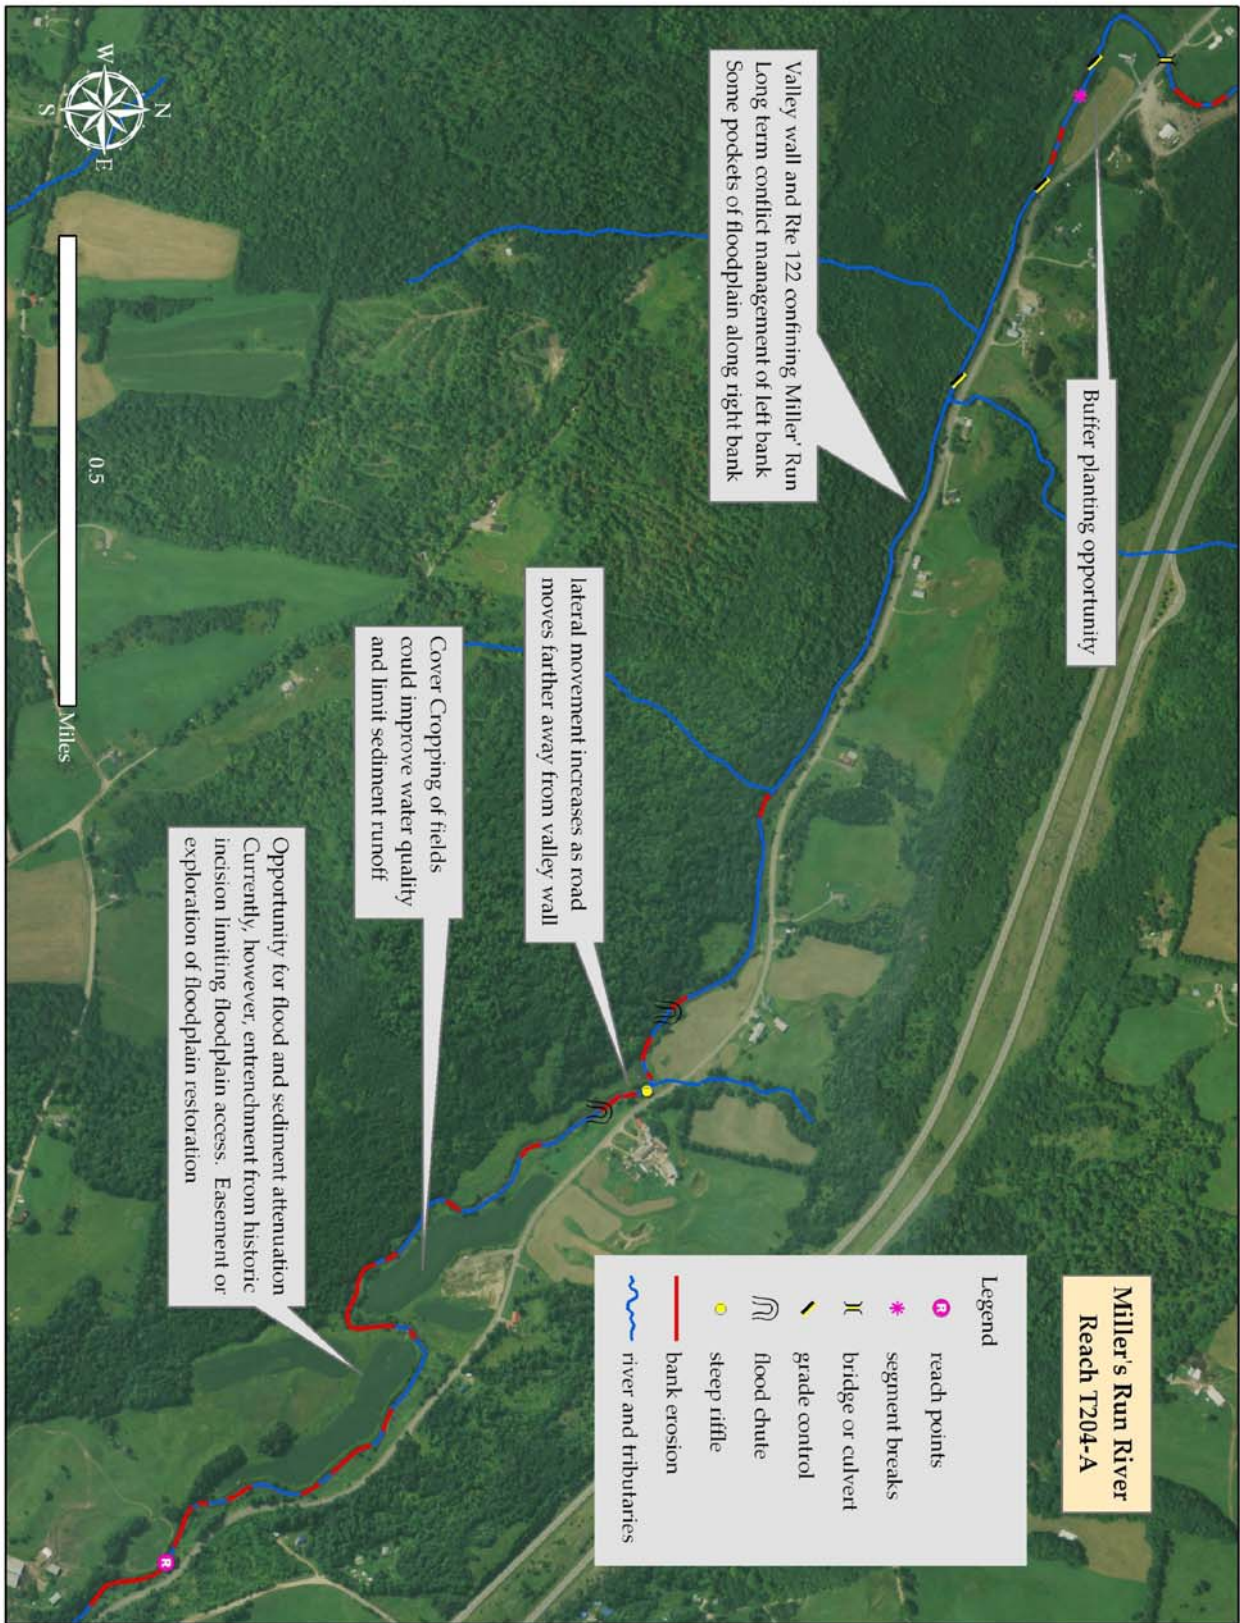 Miller's Run River
Reach T204-A
Buffer planting opportunity
Valley wall and Rte 122 confining Miller' Run
Long term conflict management of left bank
Some pockets of floodplain along right bank
lateral movement increases as road
moves farther away from valley wall
Cover Cropping of fields
could improve water quality
and limit sediment runoff
Opportunity for flood and sediment attenuation
Currently, however, entrenchment from historic
incision limiting floodplain access. Easement or
exploration of floodplain restoration
Legend
R reach points
segment breaks
bridge or culvert
grade control
flood chute
steep riffle
bank erosion
river and tributaries
R
N
W
E
S
0.5
Miles